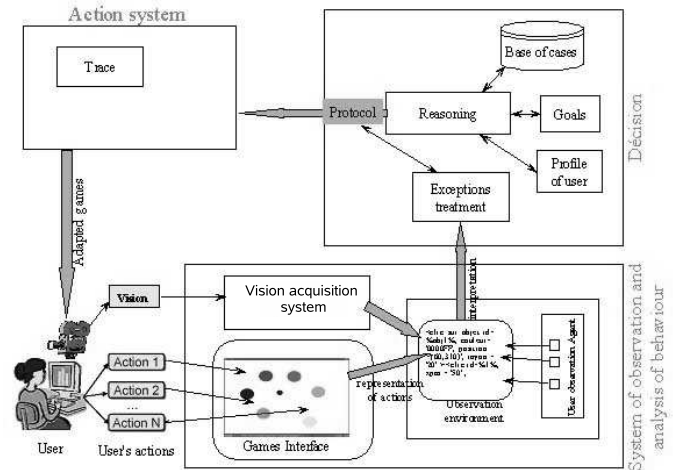 Action system
Trace
Base of cases
Protocol
Reasoning
Goals
Profile
of user
Exceptions
treatment
Décision
Adapted games
interpretation
Vision
Vision acquisition
system
Action 1
Action 2
...
Action N
User
User's actions
Games Interface
representation
of actions
Observation
environment
User observation Agent
System of observation and
analysis of behaviour